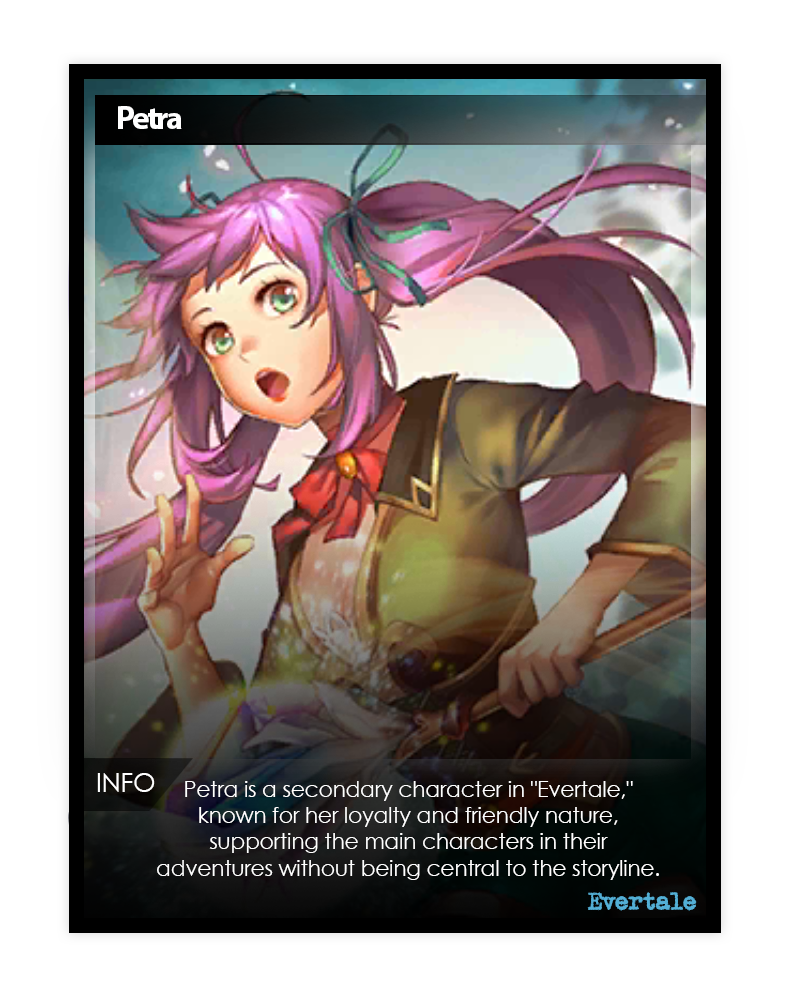 Petra
INFO
Petra is a secondary character in "Evertale,"
known for her loyalty and friendly nature,
supporting the main characters in their
adventures without being central to the storyline.
Evertale